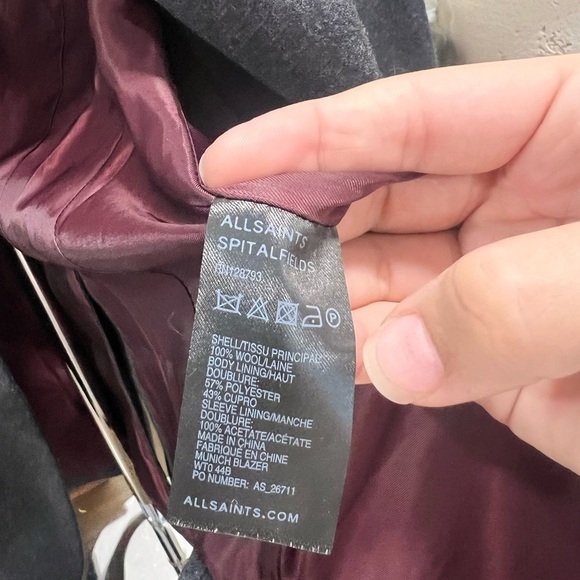 ALLSAINTS
SPITALFIELDS
RN128793
P
SHELL/TISSU PRINCIPAL:
100% WOOL/LAINE
BODY LINING/HAUT
DOUBLURE:
57% POLYESTER
43% CUPRO
SLEEVE LINING/MANCHE
DOUBLURE:
100% ACETATE/ACÉTATE
MADE IN CHINA
FABRIQUÉ EN CHINE
MUNICH BLAZER
WT0 44B
PO NUMBER: AS_26711
ALLSAINTS.COM